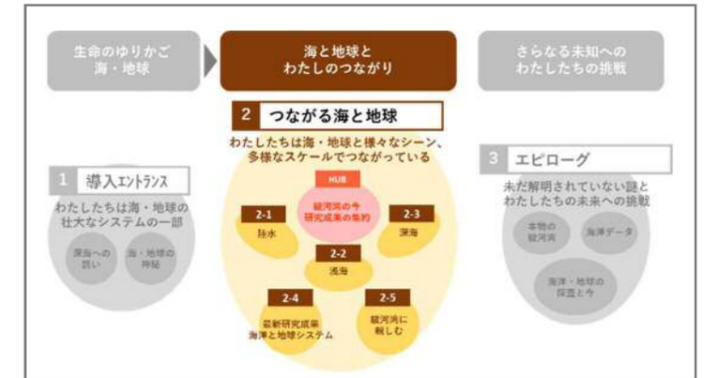 生命のゆりかご
海・地球
海と地球と
わたしのつながり
さらなる未知への
わたしたちの挑戦
1 導入エントランス
わたしたちは海・地球の
壮大なシステムの一部
深海への
誘い
海・地球の
神秘
2 つながる海と地球
わたしたちは海・地球と様々なシーン、
多様なスケールでつながっている
HUB
駿河湾の今
研究成果の集約
2-1
陸水
2-3
深海
2-2
浅海
2-4
最新研究成果
海洋と地球システム
2-5
駿河湾に
親しむ
3 エピローグ
未だ解明されていない謎と
わたしたちの未来への挑戦
本物の
駿河湾
海洋データ
海洋・地球の
探査と今